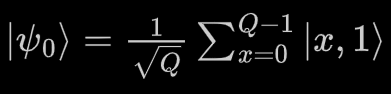 |ψ₀⟩ = 1/√Q ∑_{x=0}^{Q−1} |x, 1⟩